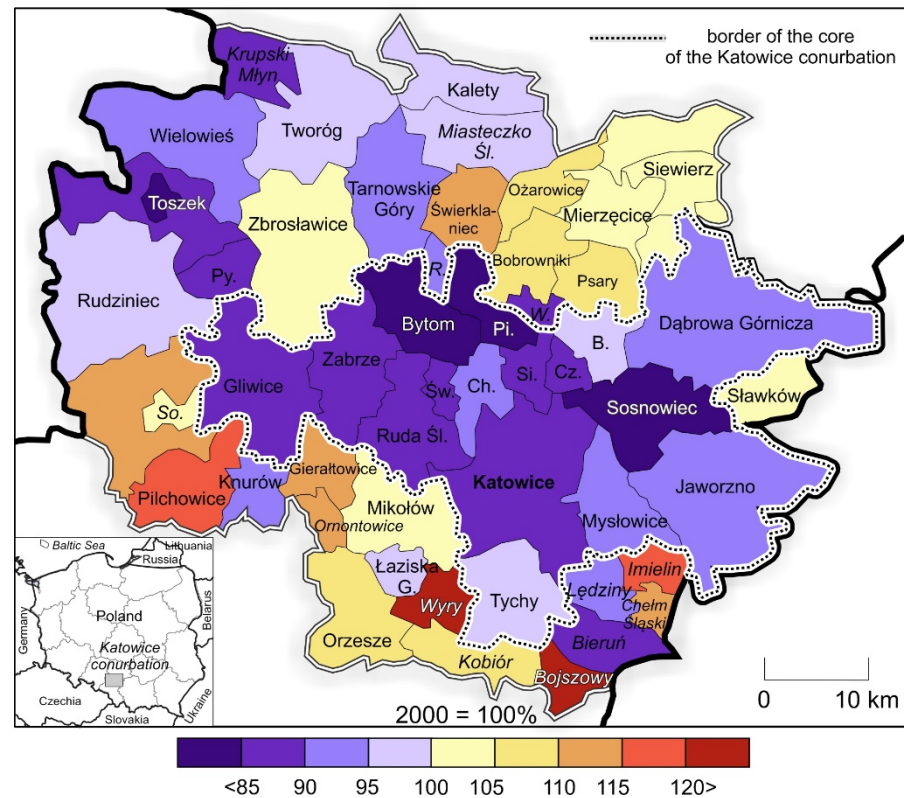 border of the core
of the Katowice conurbation
Krupski
Młyn
Kalety
Wielowieś
Tworóg
Miasteczko
Śl.
Siewierz
Toszek
Tarnowskie
Góry
Ożarowice
Zbrosławice
Świerkla-
niec
Mierzęcice
Py.
R.
Bobrowniki
Psary
Rudziniec
W.
Dąbrowa Górnicza
Bytom
Pi.
B.
Zabrze
Gliwice
Św.
Ch.
Si.
Cz.
Sławków
So.
Sosnowiec
Ruda Śl.
Gierałtowice
Pilchowice
Knurów
Katowice
Jaworzno
Mikołów
Ornontowice
Mysłowice
Łaziska
G.
Imielin
Wyry
Tychy
Lędziny
Chełm
Śląski
Orzesze
Kobiór
Bieruń
Bojszowy
Baltic Sea
Lithuania
Russia
Germany
Poland
Belarus
Katowice
conurbation
Czechia
Slovakia
Ukraine
0 10 km
2000 = 100%
<85 90 95 100 105 110 115 120>